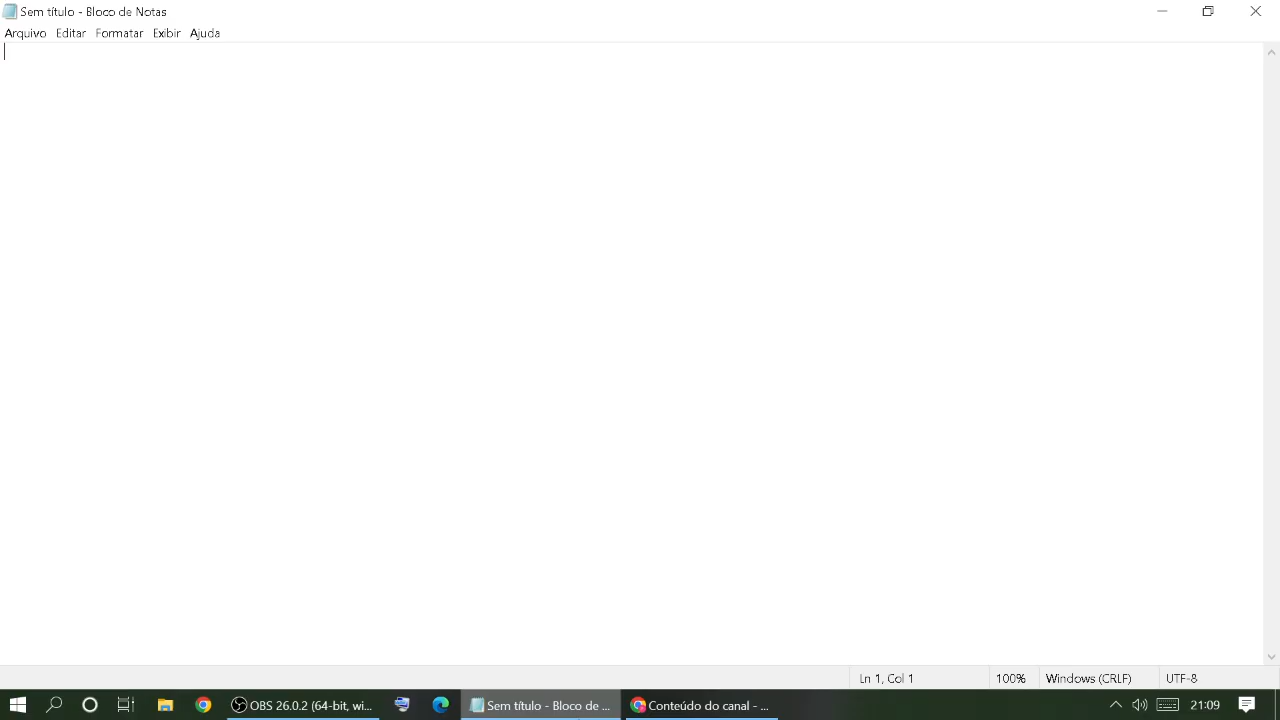 Sem título - Bloco de Notas
Arquivo Editar Formatar Exibir Ajuda
Ln 1, Col 1 100% Windows (CRLF) UTF-8
OBS 26.0.2 (64-bit, wi... Sem título - Bloco de ... Conteúdo do canal - ... 21:09